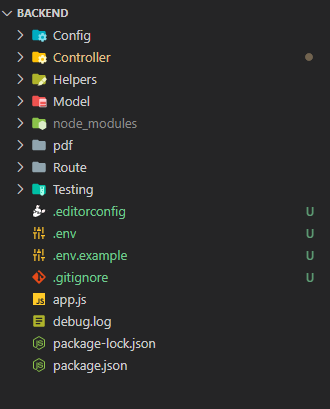 BACKEND
Config
Controller
Helpers
Model
node_modules
pdf
Route
Testing
.editorconfig U
.env U
.env.example U
.gitignore U
JS app.js
debug.log
package-lock.json
package.json